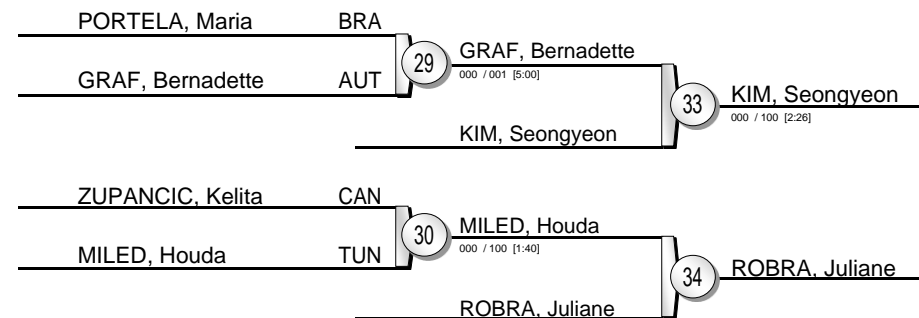 PORTELA, Maria BRA
GRAF, Bernadette AUT
29
GRAF, Bernadette
000 / 001 [5:00]
KIM, Seongyeon
33
KIM, Seongyeon
000 / 100 [2:26]
ZUPANCIC, Kelita CAN
MILED, Houda TUN
30
MILED, Houda
000 / 100 [1:40]
ROBRA, Juliane
34
ROBRA, Juliane